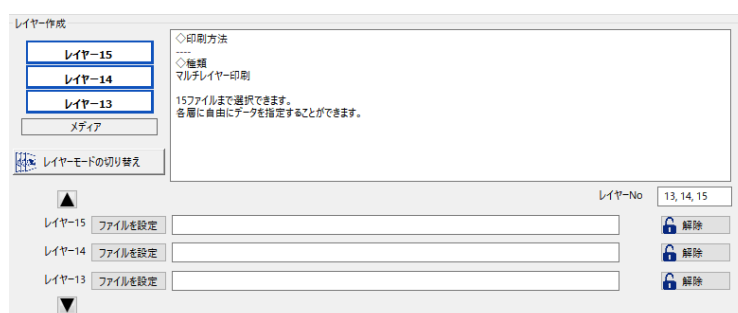 レイヤー作成
レイヤー15
レイヤー14
レイヤー13
メディア
レイヤーモードの切り替え
◇印刷方法
----
◇種類
マルチレイヤー印刷
15ファイルまで選択できます。
各層に自由にデータを指定することができます。
▲
レイヤーNo 13, 14, 15
レイヤー15 ファイルを設定 解除
レイヤー14 ファイルを設定 解除
レイヤー13 ファイルを設定 解除
▼